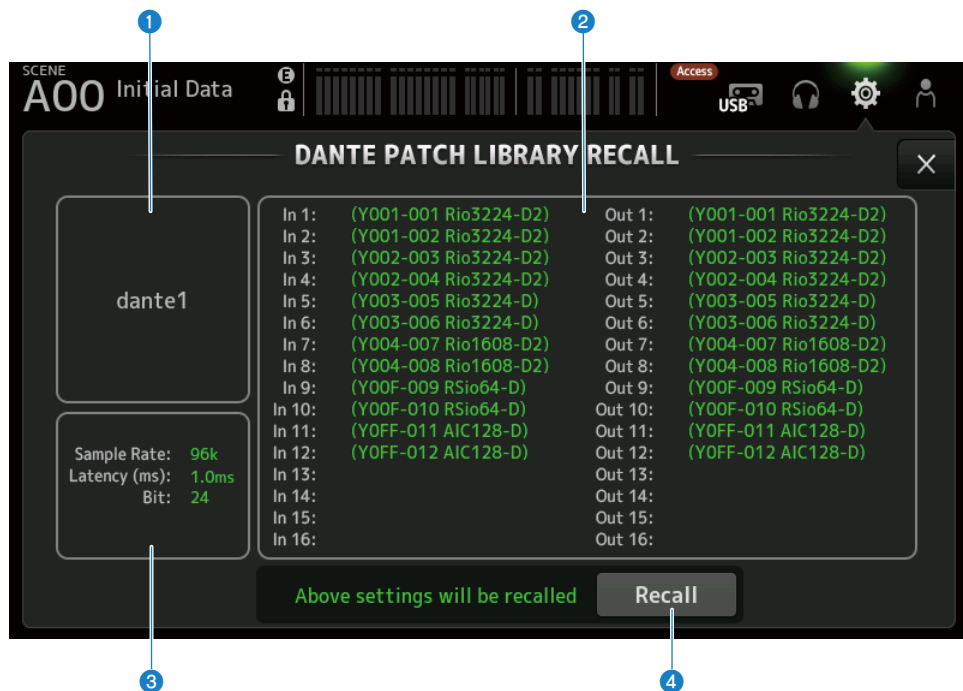 1 2
SCENE
A00 Initial Data E Access USB
DANTE PATCH LIBRARY RECALL
dante1
Sample Rate: 96k
Latency (ms): 1.0ms
Bit: 24
In 1: (Y001-001 Rio3224-D2) Out 1: (Y001-001 Rio3224-D2)
In 2: (Y001-002 Rio3224-D2) Out 2: (Y001-002 Rio3224-D2)
In 3: (Y002-003 Rio3224-D2) Out 3: (Y002-003 Rio3224-D2)
In 4: (Y002-004 Rio3224-D2) Out 4: (Y002-004 Rio3224-D2)
In 5: (Y003-005 Rio3224-D) Out 5: (Y003-005 Rio3224-D)
In 6: (Y003-006 Rio3224-D) Out 6: (Y003-006 Rio3224-D)
In 7: (Y004-007 Rio1608-D2) Out 7: (Y004-007 Rio1608-D2)
In 8: (Y004-008 Rio1608-D2) Out 8: (Y004-008 Rio1608-D2)
In 9: (Y00F-009 RSio64-D) Out 9: (Y00F-009 RSio64-D)
In 10: (Y00F-010 RSio64-D) Out 10: (Y00F-010 RSio64-D)
In 11: (Y0FF-011 AIC128-D) Out 11: (Y0FF-011 AIC128-D)
In 12: (Y0FF-012 AIC128-D) Out 12: (Y0FF-012 AIC128-D)
In 13: Out 13:
In 14: Out 14:
In 15: Out 15:
In 16: Out 16:
Above settings will be recalled Recall
3 4